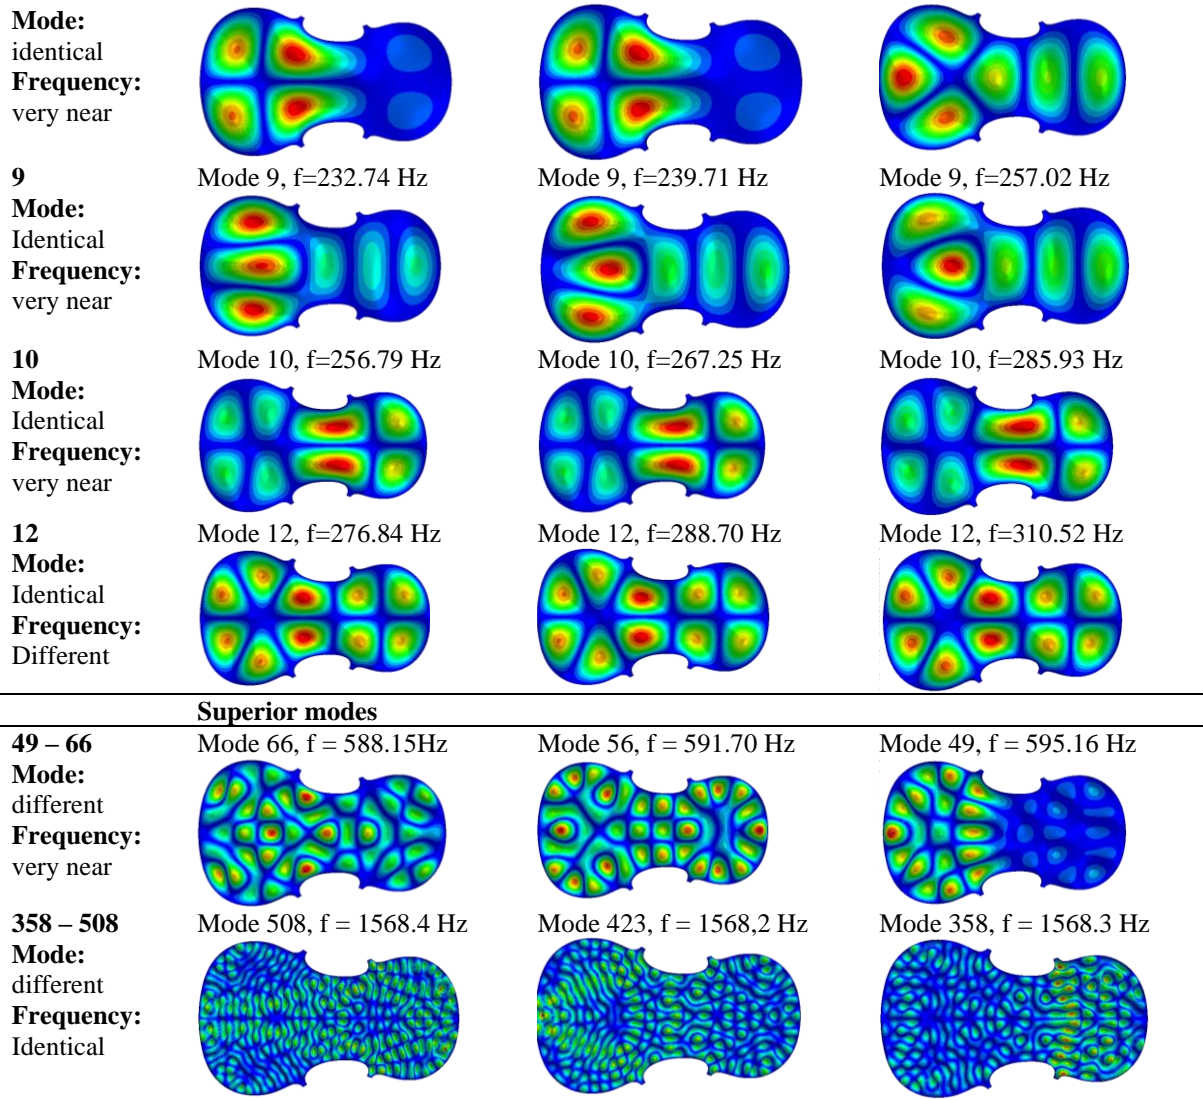 Mode:
identical
Frequency:
very near
9 Mode 9, f=232.74 Hz Mode 9, f=239.71 Hz Mode 9, f=257.02 Hz
Mode:
Identical
Frequency:
very near
10 Mode 10, f=256.79 Hz Mode 10, f=267.25 Hz Mode 10, f=285.93 Hz
Mode:
Identical
Frequency:
very near
12 Mode 12, f=276.84 Hz Mode 12, f=288.70 Hz Mode 12, f=310.52 Hz
Mode:
Identical
Frequency:
Different
Superior modes
49 – 66 Mode 66, f = 588.15Hz Mode 56, f = 591.70 Hz Mode 49, f = 595.16 Hz
Mode:
different
Frequency:
very near
358 – 508 Mode 508, f = 1568.4 Hz Mode 423, f = 1568,2 Hz Mode 358, f = 1568.3 Hz
Mode:
different
Frequency:
Identical